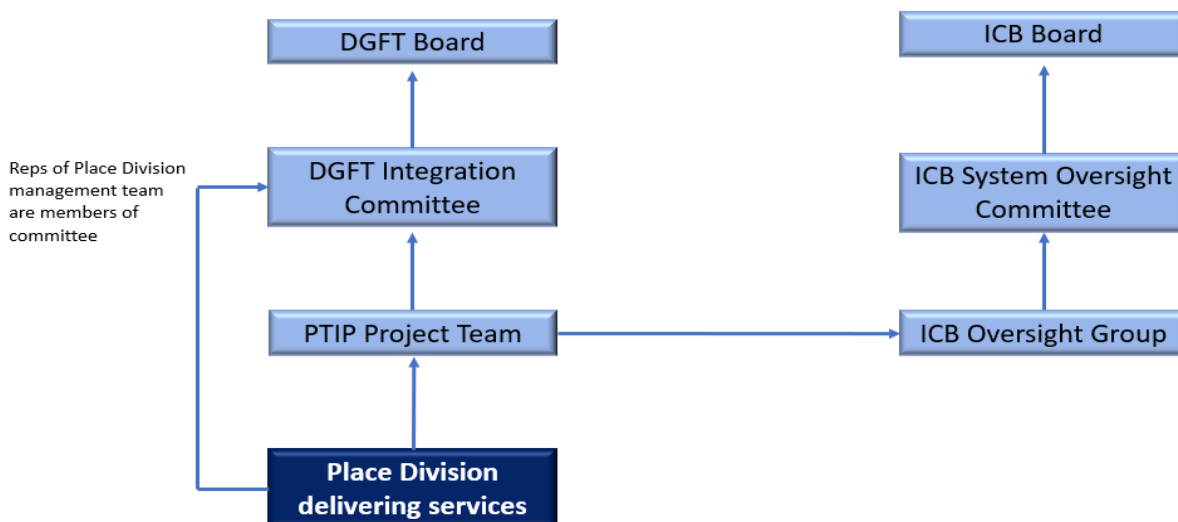 DGFT Board
ICB Board
Reps of Place Division
management team
are members of
committee
DGFT Integration
Committee
ICB System Oversight
Committee
PTIP Project Team
ICB Oversight Group
Place Division
delivering services